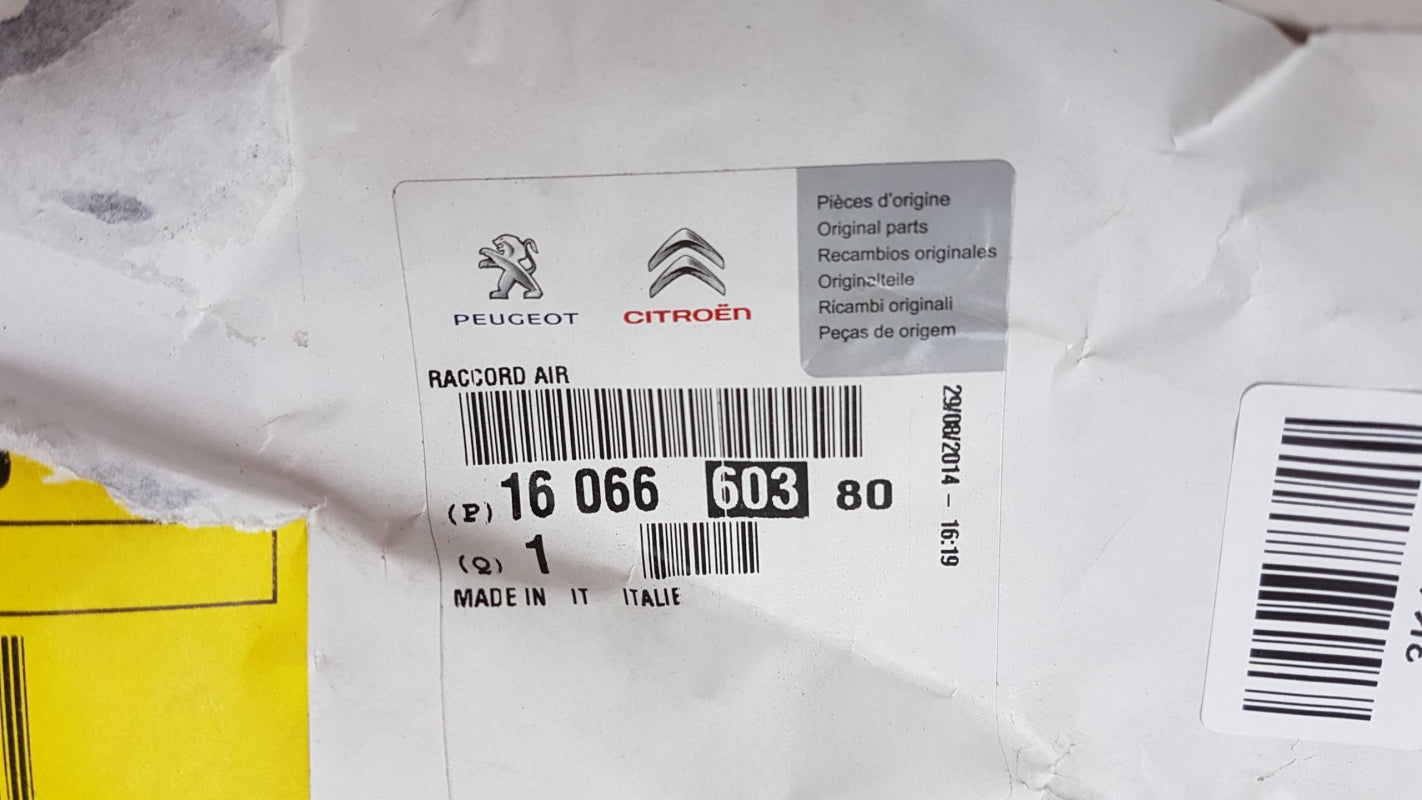 PEUGEOT
CITROËN
Pièces d'origine
Original parts
Recambios originales
Originalteile
Ricambi originali
Peças de origem
RACCORD AIR
(P) 16 066 603 80
(Q) 1
MADE IN IT ITALIE
29/08/2014 - 16:19